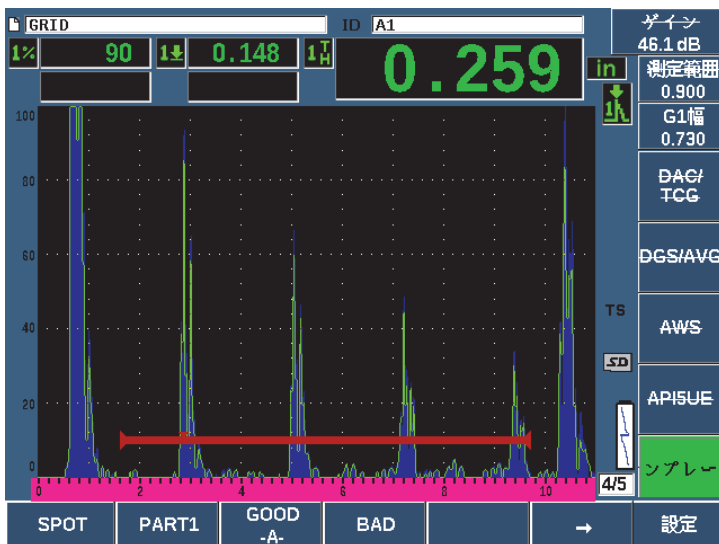 GRID
ID A1
ゲイン
46.1 dB
1% 90
1 0.148
1 TH 0.259
in
測定範囲
0.900
1
G1幅
0.730
DAC/
TCG
DGS/AVG
AWS
API5UE
ンプレー
設定
TS
SD
4/5
100
80
60
40
20
0
0 2 4 6 8 10
SPOT
PART1
GOOD
-A-
BAD
→